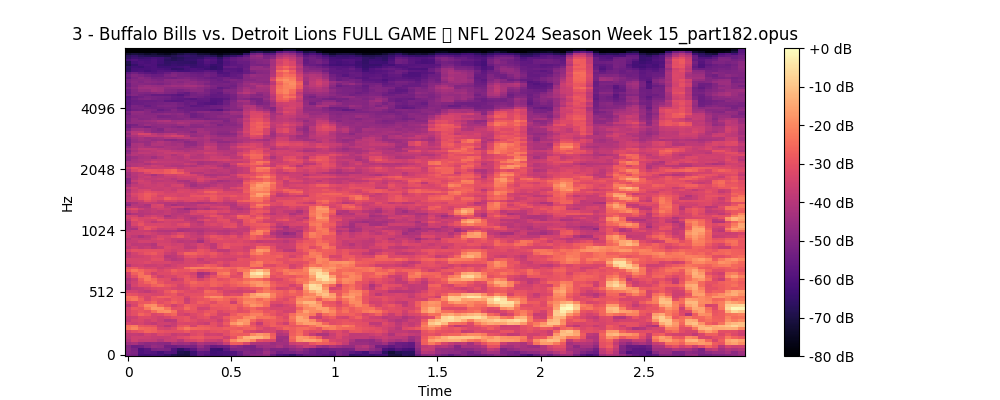 3 - Buffalo Bills vs. Detroit Lions FULL GAME ▯ NFL 2024 Season Week 15_part182.opus
+0 dB
4096
-10 dB
-20 dB
2048
-30 dB
Hz
1024
-40 dB
-50 dB
512
-60 dB
-70 dB
0
-80 dB
0 0.5 1 1.5 2 2.5
Time